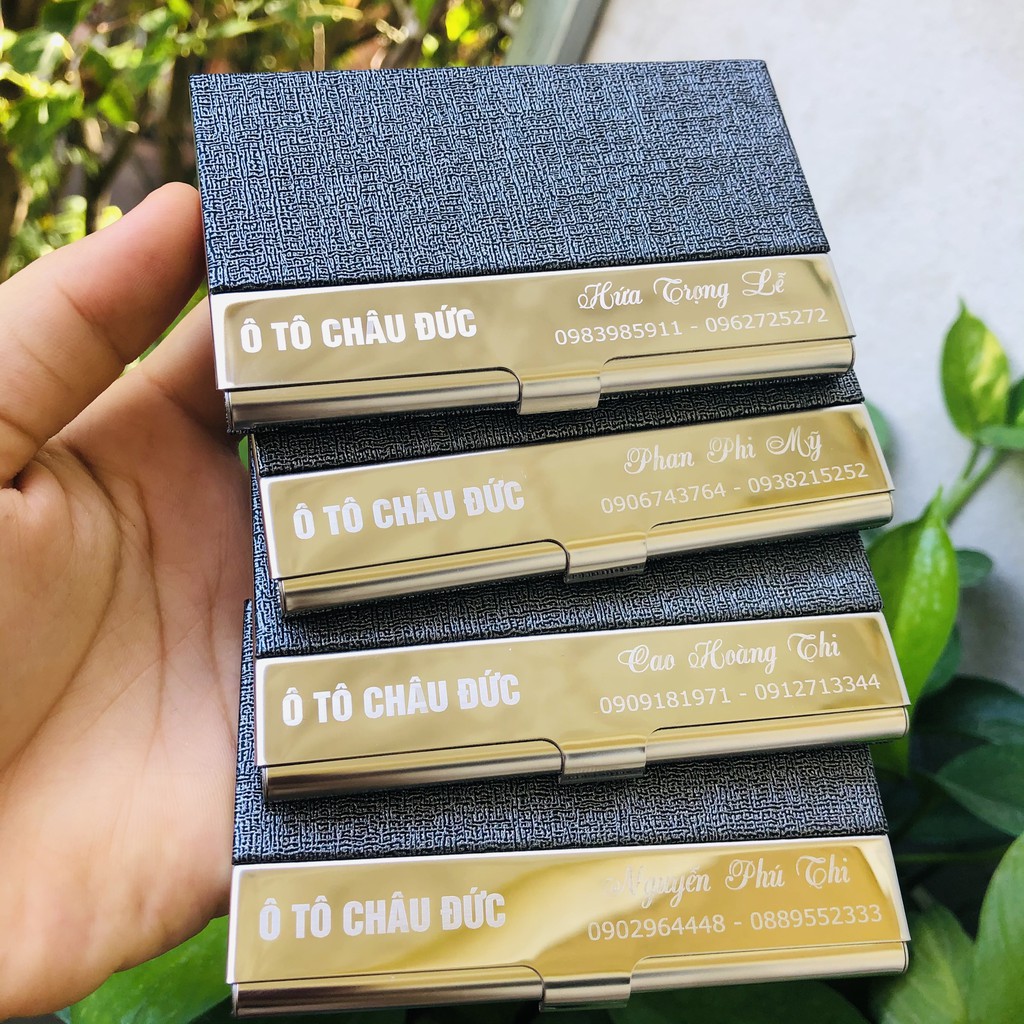 Ô TÔ CHÂU ĐỨC
Hứa Trọng Lễ
0983985911 - 0962725272
Ô TÔ CHÂU ĐỨC
Phan Phi Mỹ
0906743764 - 0938215252
Ô TÔ CHÂU ĐỨC
Cao Hoàng Thi
0909181971 - 0912713344
Ô TÔ CHÂU ĐỨC
Nguyễn Phú Thi
0902964448 - 0889552333